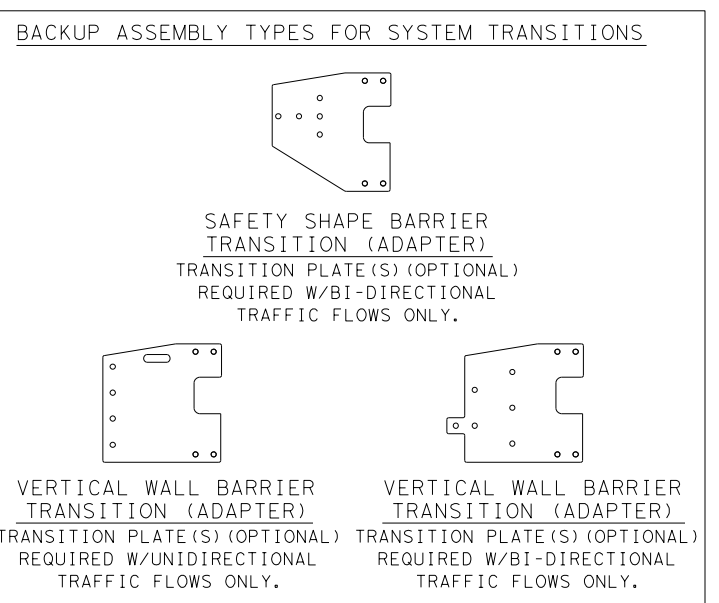 BACKUP ASSEMBLY TYPES FOR SYSTEM TRANSITIONS
SAFETY SHAPE BARRIER
TRANSITION (ADAPTER)
TRANSITION PLATE(S)(OPTIONAL)
REQUIRED W/BI-DIRECTIONAL
TRAFFIC FLOWS ONLY.
VERTICAL WALL BARRIER
TRANSITION (ADAPTER)
TRANSITION PLATE(S)(OPTIONAL)
REQUIRED W/UNIDIRECTIONAL
TRAFFIC FLOWS ONLY.
VERTICAL WALL BARRIER
TRANSITION (ADAPTER)
TRANSITION PLATE(S)(OPTIONAL)
REQUIRED W/BI-DIRECTIONAL
TRAFFIC FLOWS ONLY.